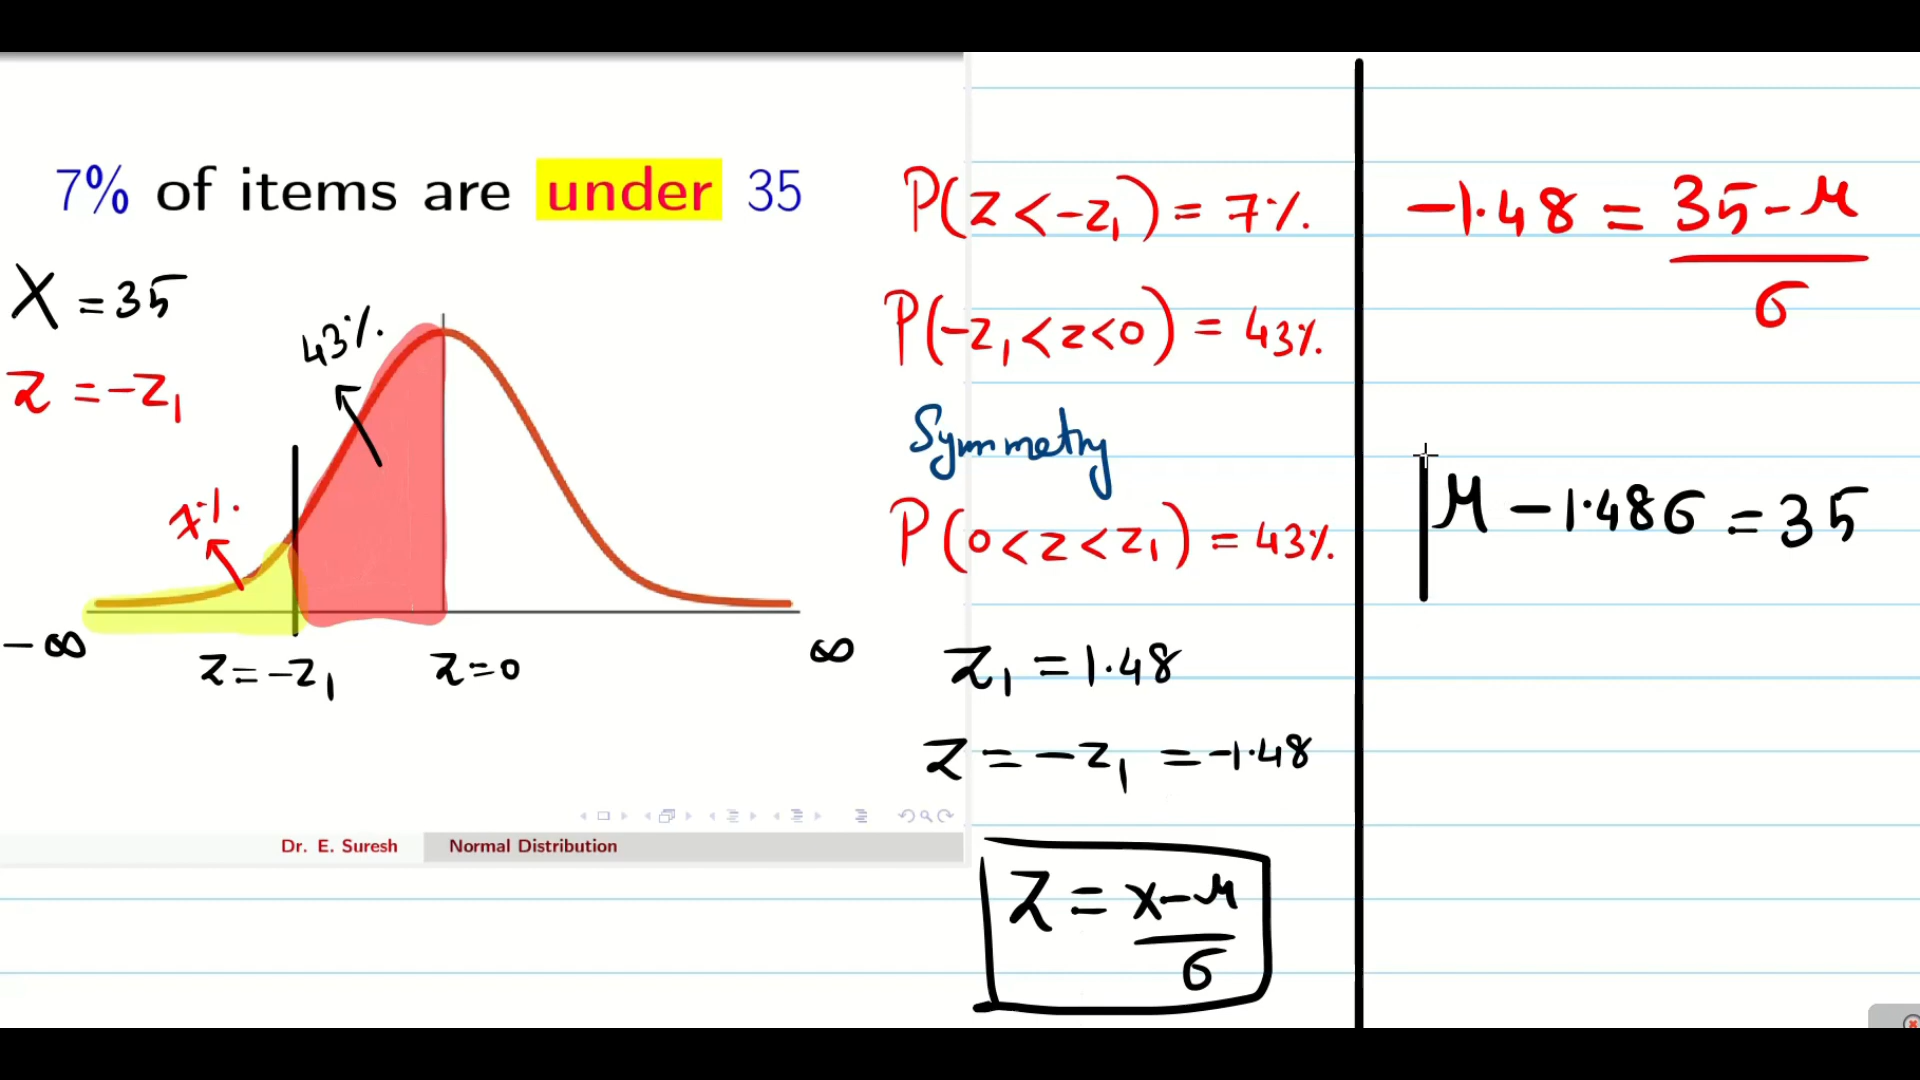 7% of items are under 35
X = 35
Z = -Z₁
43%
7%
-∞
Z = -Z₁
Z = 0
∞
Dr. E. Suresh
Normal Distribution
P(Z < -Z₁) = 7%.
P(-Z₁ < Z < 0) = 43%.
Symmetry
P(0 < Z < Z₁) = 43%.
Z₁ = 1.48
Z = -Z₁ = -1.48
Z = x-μ
σ
-1.48 = 35-μ
σ
μ - 1.48σ = 35